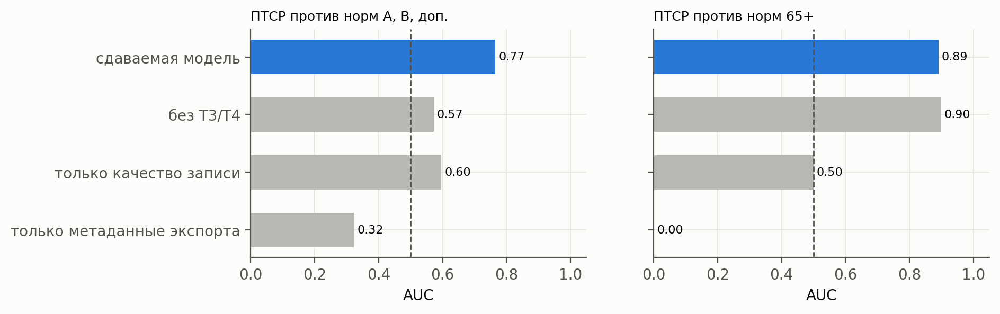 ПТСР против норм A, B, доп.
сдаваемая модель
0.77
без T3/T4
0.57
только качество записи
0.60
только метаданные экспорта
0.32
0.0 0.2 0.4 0.6 0.8 1.0
AUC
ПТСР против норм 65+
0.89
0.90
0.50
0.00
0.0 0.2 0.4 0.6 0.8 1.0
AUC